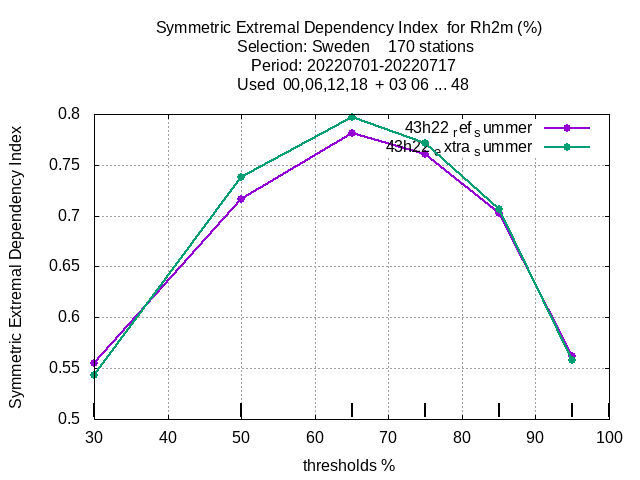 Symmetric Extremal Dependency Index for Rh2m (%)
Selection: Sweden 170 stations
Period: 20220701-20220717
Used 00,06,12,18 + 03 06 ... 48
43h22 ref summer
43h22 extra summer
Symmetric Extremal Dependency Index
0.8
0.75
0.7
0.65
0.6
0.55
0.5
30 40 50 60 70 80 90 100
thresholds %